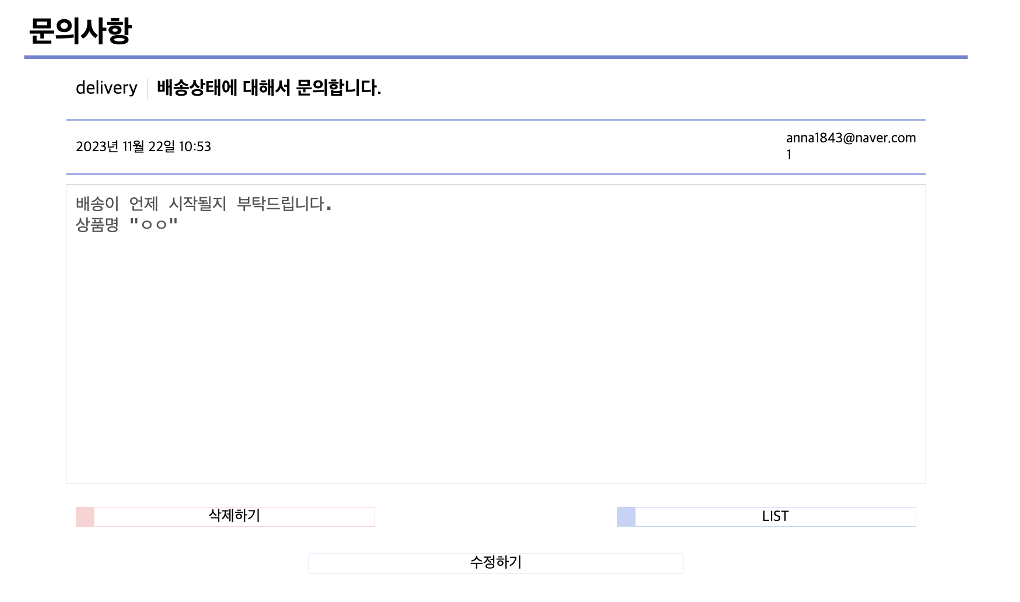 문의사항
delivery 배송상태에 대해서 문의합니다.
2023년 11월 22일 10:53
anna1843@naver.com
1
배송이 언제 시작될지 부탁드립니다.
상품명 "ㅇㅇ"
삭제하기
LIST
수정하기